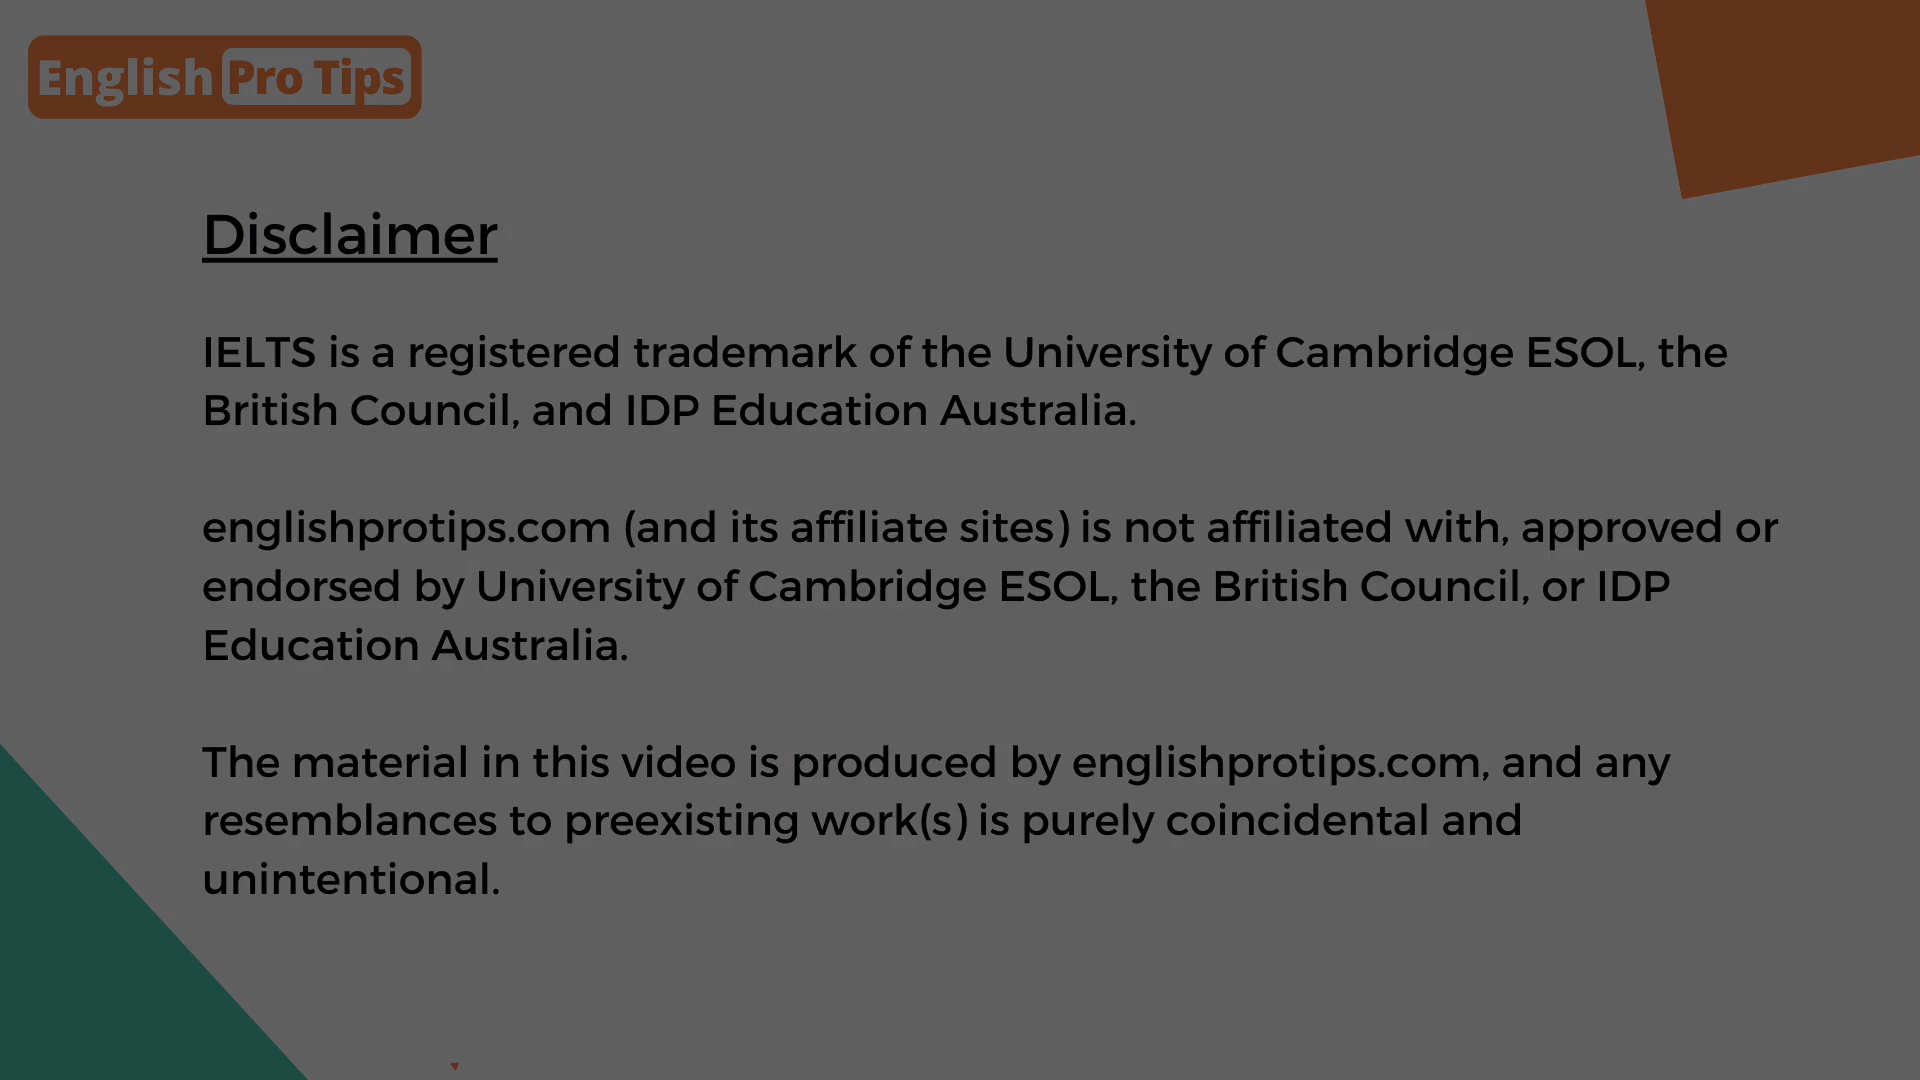 English Pro Tips
Disclaimer
IELTS is a registered trademark of the University of Cambridge ESOL, the
British Council, and IDP Education Australia.
englishprotips.com (and its affiliate sites) is not affiliated with, approved or
endorsed by University of Cambridge ESOL, the British Council, or IDP
Education Australia.
The material in this video is produced by englishprotips.com, and any
resemblances to preexisting work(s) is purely coincidental and
unintentional.